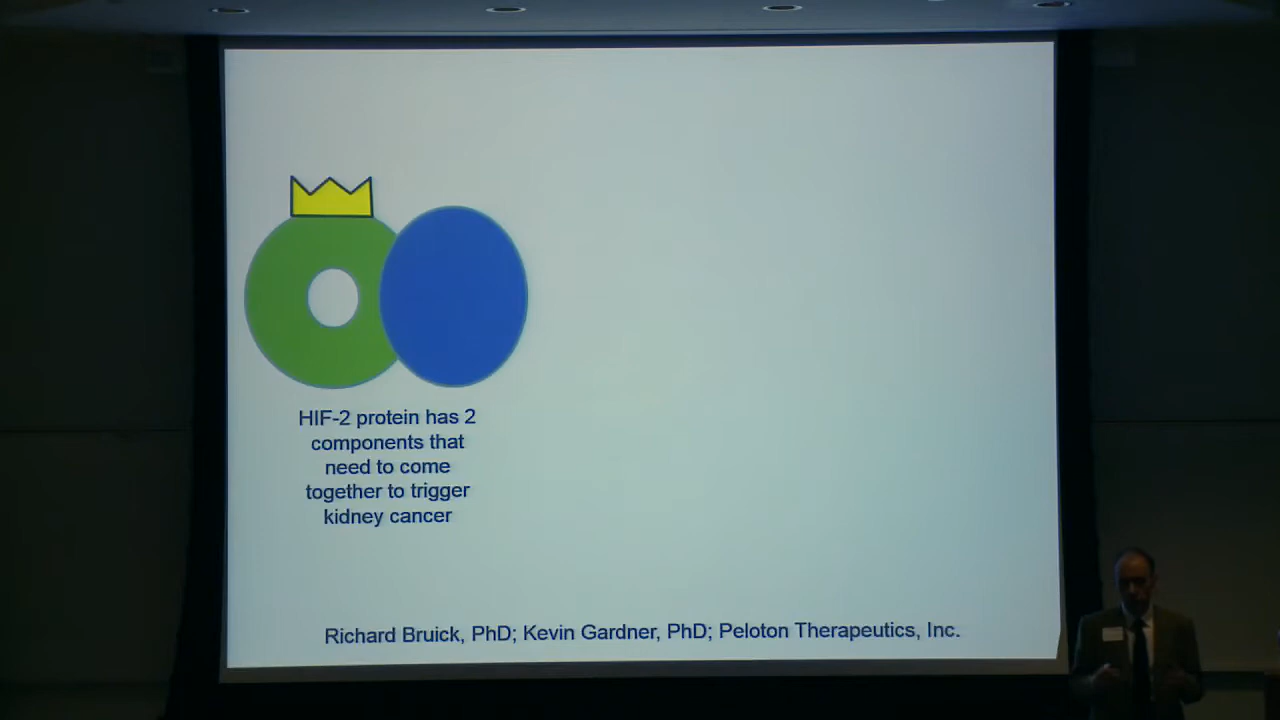 HIF-2 protein has 2
components that
need to come
together to trigger
kidney cancer
Richard Bruick, PhD; Kevin Gardner, PhD; Peloton Therapeutics, Inc.